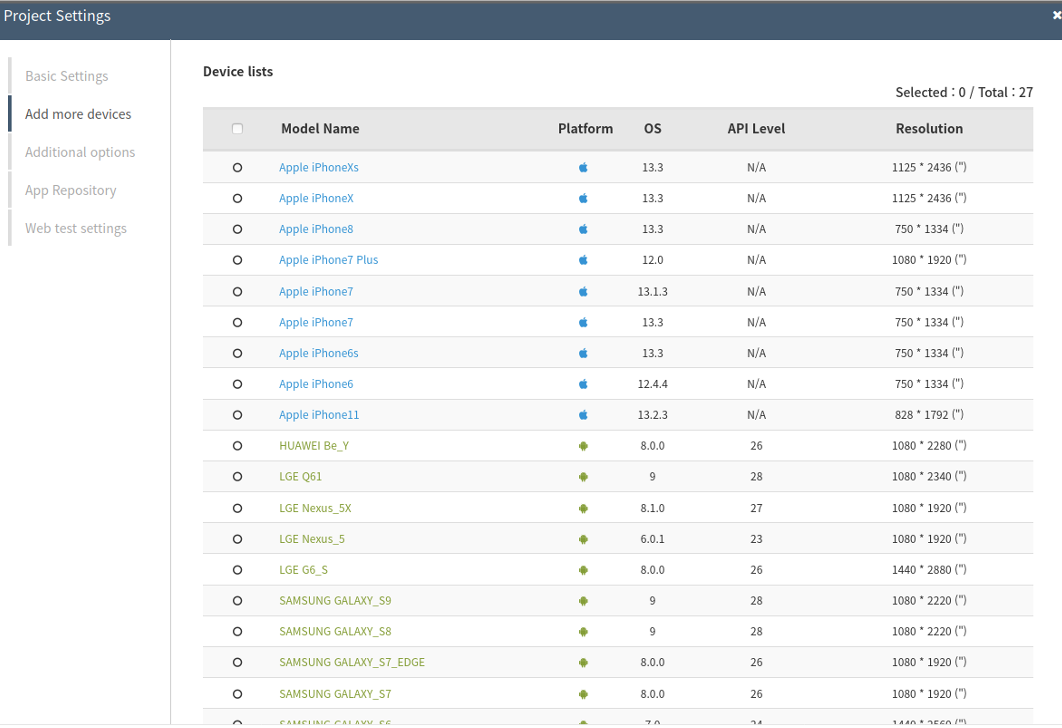 Project Settings ×
Basic Settings
Add more devices
Additional options
App Repository
Web test settings
Device lists
Selected : 0 / Total : 27
Model Name Platform OS API Level Resolution
Apple iPhoneXs 13.3 N/A 1125 * 2436 (")
Apple iPhoneX 13.3 N/A 1125 * 2436 (")
Apple iPhone8 13.3 N/A 750 * 1334 (")
Apple iPhone7 Plus 12.0 N/A 1080 * 1920 (")
Apple iPhone7 13.1.3 N/A 750 * 1334 (")
Apple iPhone7 13.3 N/A 750 * 1334 (")
Apple iPhone6s 13.3 N/A 750 * 1334 (")
Apple iPhone6 12.4.4 N/A 750 * 1334 (")
Apple iPhone11 13.2.3 N/A 828 * 1792 (")
HUAWEI Be_Y 8.0.0 26 1080 * 2280 (")
LGE Q61 9 28 1080 * 2340 (")
LGE Nexus_5X 8.1.0 27 1080 * 1920 (")
LGE Nexus_5 6.0.1 23 1080 * 1920 (")
LGE G6_S 8.0.0 26 1440 * 2880 (")
SAMSUNG GALAXY_S9 9 28 1080 * 2220 (")
SAMSUNG GALAXY_S8 9 28 1080 * 2220 (")
SAMSUNG GALAXY_S7_EDGE 8.0.0 26 1080 * 1920 (")
SAMSUNG GALAXY_S7 8.0.0 26 1080 * 1920 (")
SAMSUNG GALAXY_S6 7.0 24 1440 * 2560 (")